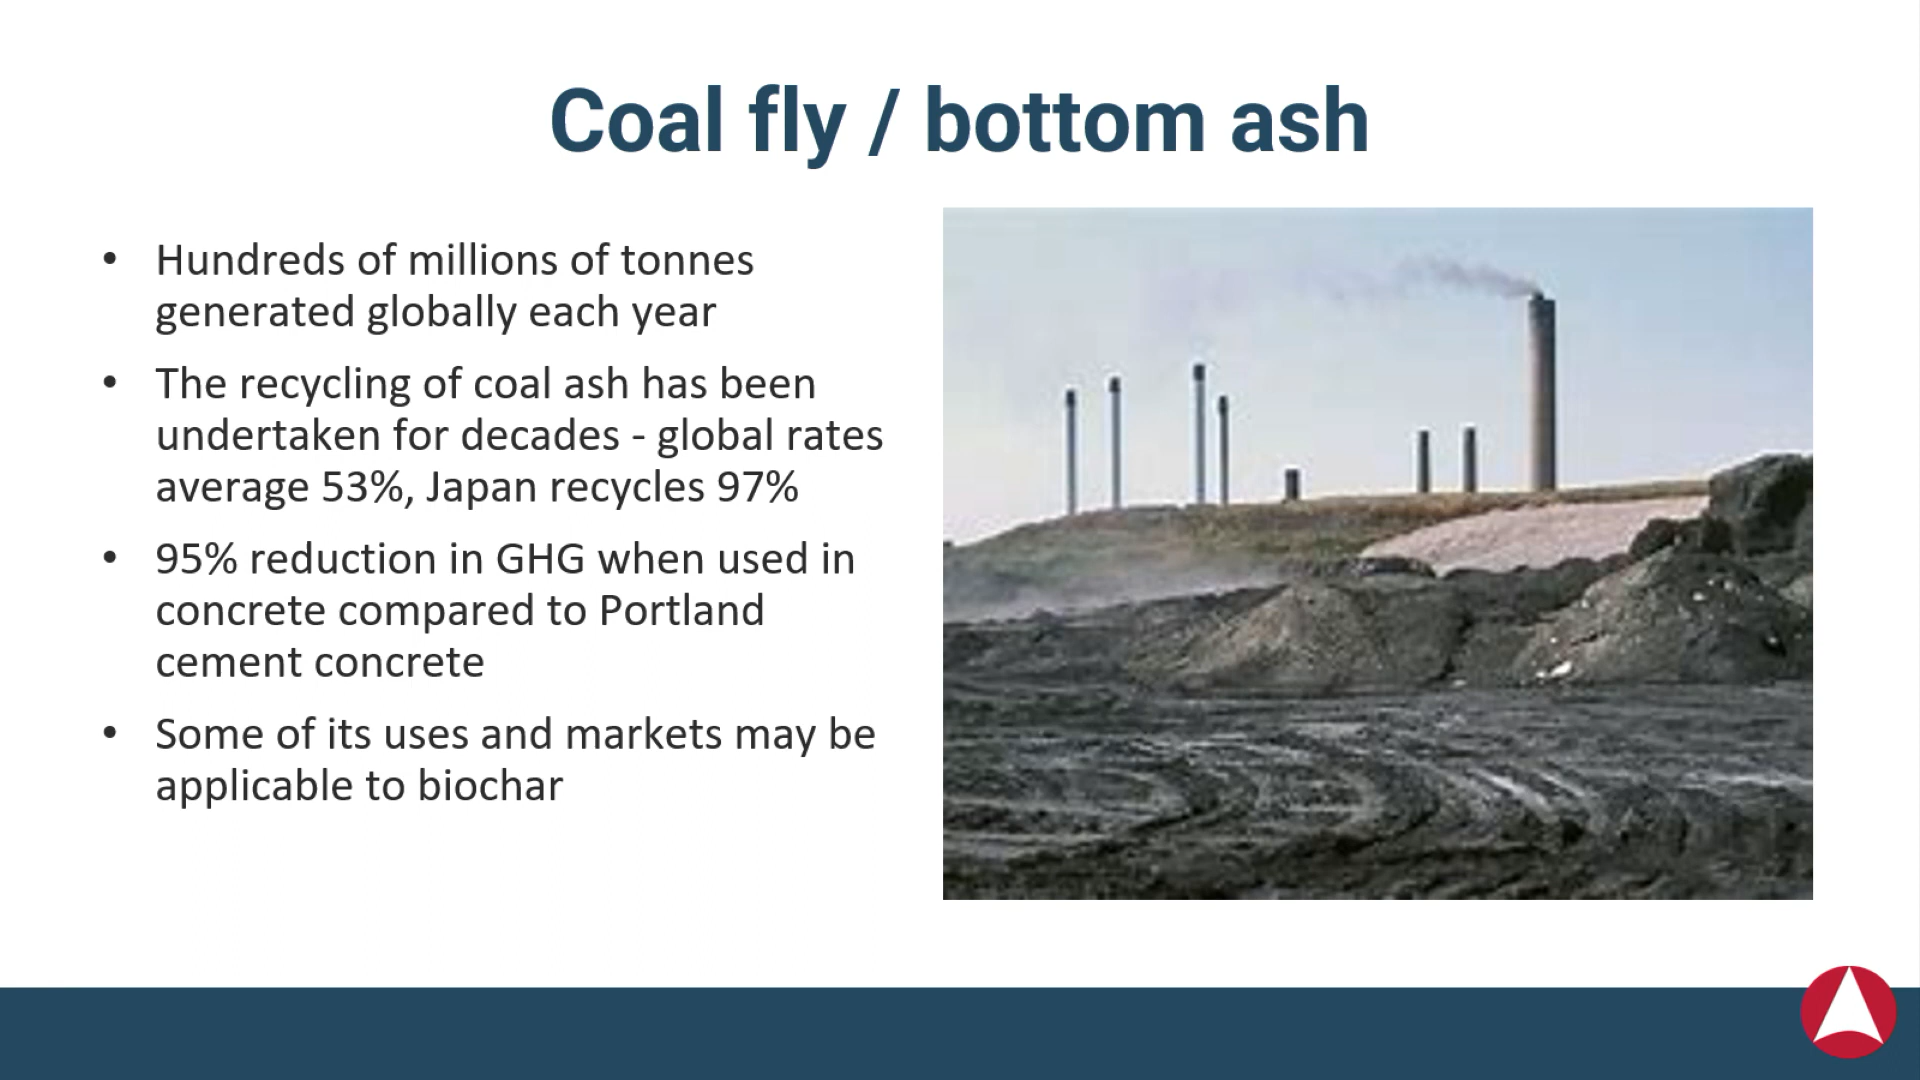 Coal fly / bottom ash
• Hundreds of millions of tonnes
generated globally each year
• The recycling of coal ash has been
undertaken for decades - global rates
average 53%, Japan recycles 97%
• 95% reduction in GHG when used in
concrete compared to Portland
cement concrete
• Some of its uses and markets may be
applicable to biochar